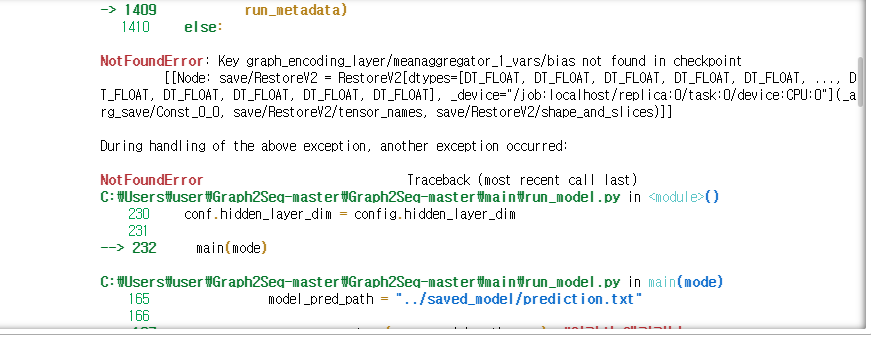 -> 1409                 run_metadata)
   1410     else:
NotFoundError: Key graph_encoding_layer/meanaggregator_1_vars/bias not found in checkpoint
         [[Node: save/RestoreV2 = RestoreV2[dtypes=[DT_FLOAT, DT_FLOAT, DT_FLOAT, DT_FLOAT, DT_FLOAT, ..., D
T_FLOAT, DT_FLOAT, DT_FLOAT, DT_FLOAT, DT_FLOAT], _device="/job:localhost/replica:0/task:0/device:CPU:0"](_a
rg_save/Const_0_0, save/RestoreV2/tensor_names, save/RestoreV2/shape_and_slices)]]
During handling of the above exception, another exception occurred:
NotFoundError                             Traceback (most recent call last)
C:₩Users₩user₩Graph2Seq-master₩Graph2Seq-master₩main₩run_model.py in <module>()
    230     conf.hidden_layer_dim = config.hidden_layer_dim
    231
--> 232     main(mode)
C:₩Users₩user₩Graph2Seq-master₩Graph2Seq-master₩main₩run_model.py in main(mode)
    165             model_pred_path = "../saved_model/prediction.txt"
    166